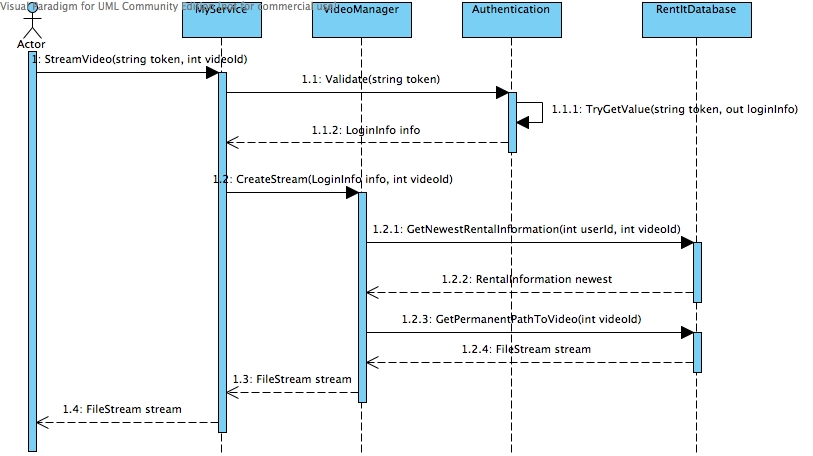 Visual Paradigm for UML Community Edition [not for commercial use]
MyService
VideoManager
Authentication
RentItDatabase
Actor
1: StreamVideo(string token, int videoId)
1.1: Validate(string token)
1.1.1: TryGetValue(string token, out loginInfo)
1.1.2: LoginInfo info
1.2: CreateStream(LoginInfo info, int videoId)
1.2.1: GetNewestRentalInformation(int userId, int videoId)
1.2.2: RentalInformation newest
1.2.3: GetPermanentPathToVideo(int videoId)
1.2.4: FileStream stream
1.3: FileStream stream
1.4: FileStream stream